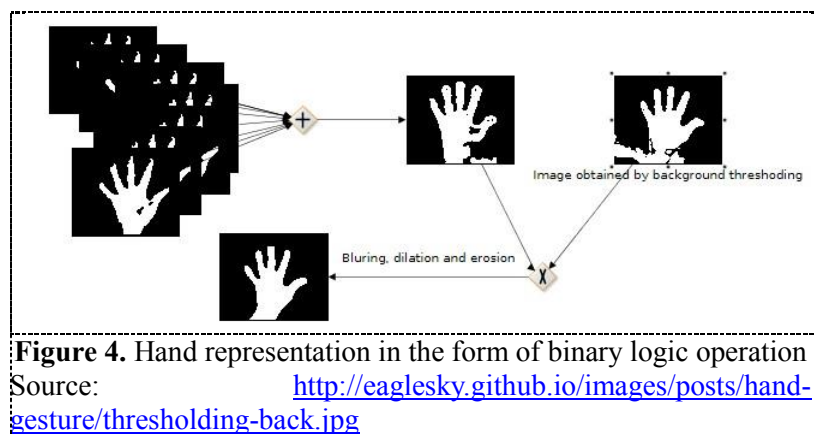 +
Image obtained by background threshoding
X
Bluring, dilation and erosion
Figure 4. Hand representation in the form of binary logic operation
Source: http://eaglesky.github.io/images/posts/hand-
gesture/thresholding-back.jpg